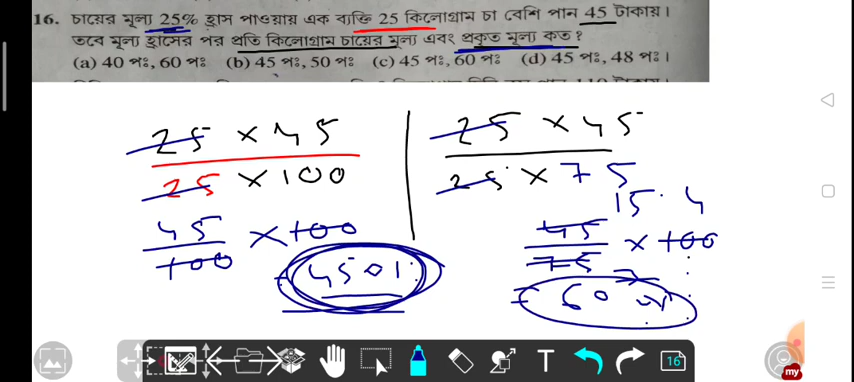 16. চায়ের মূল্য 25% হ্রাস পাওয়ায় এক ব্যক্তি 25 কিলোগ্রাম চা বেশি পান 45 টাকায়।
তবে মূল্য হ্রাসের পর প্রতি কিলোগ্রাম চায়ের মূল্য এবং প্রকৃত মূল্য কত?
(a) 40 পঃ, 60 পঃ (b) 45 পঃ, 50 পঃ (c) 45 পঃ, 60 পঃ (d) 45 পঃ, 48 পঃ।
25 × 45
25 × 100
45
100
× 100
25 × 45
25 × 75
15 4
45
75
× 100
60
T
16
my